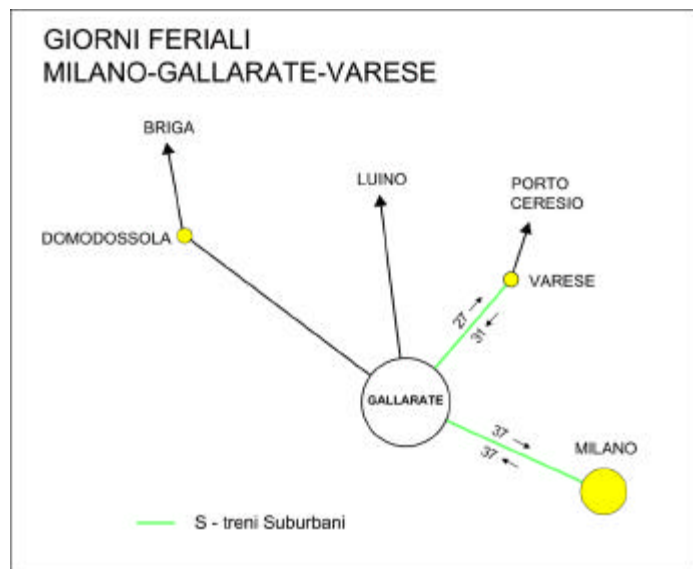 GIORNI FERIALI
MILANO-GALLARATE-VARESE
BRIGA
LUINO
PORTO
CERESIO
DOMODOSSOLA
VARESE
27
31
GALLARATE
37
37
MILANO
S - treni Suburbani